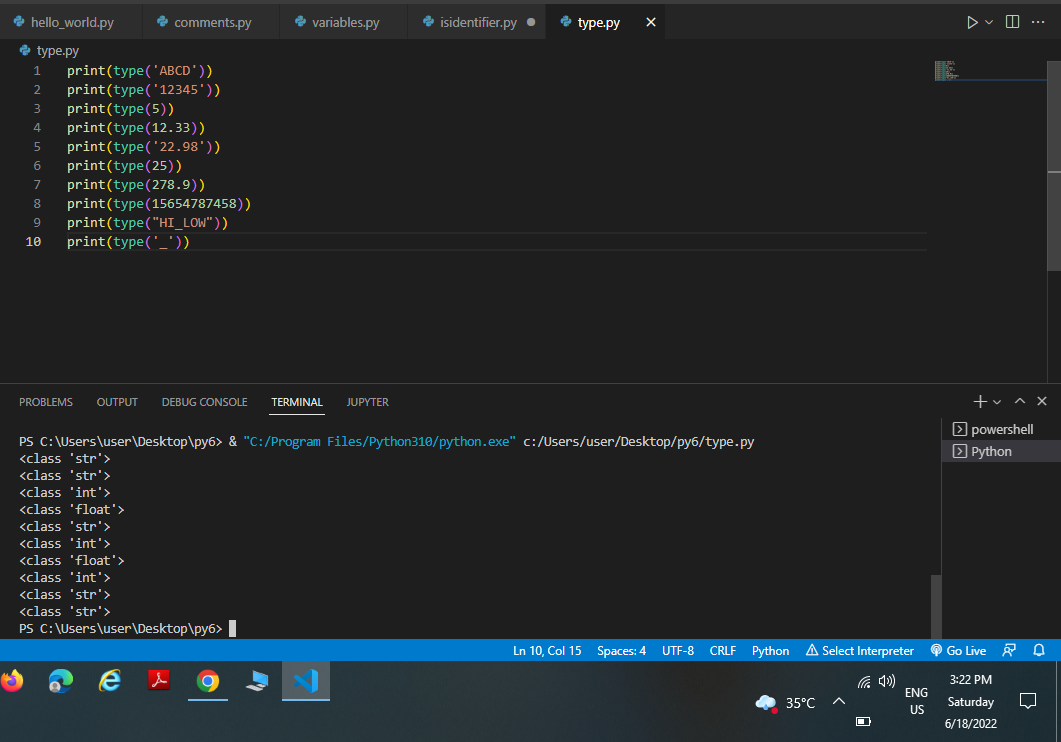 hello_world.py comments.py variables.py isidentifier.py type.py
type.py
1 print(type('ABCD'))
2 print(type('12345'))
3 print(type(5))
4 print(type(12.33))
5 print(type('22.98'))
6 print(type(25))
7 print(type(278.9))
8 print(type(15654787458))
9 print(type("HI_LOW"))
10 print(type('_'))
PROBLEMS OUTPUT DEBUG CONSOLE TERMINAL JUPYTER
PS C:\Users\user\Desktop\py6> & "C:/Program Files/Python310/python.exe" c:/Users/user/Desktop/py6/type.py
<class 'str'>
<class 'str'>
<class 'int'>
<class 'float'>
<class 'str'>
<class 'int'>
<class 'float'>
<class 'int'>
<class 'str'>
<class 'str'>
PS C:\Users\user\Desktop\py6>
powershell
Python
Ln 10, Col 15 Spaces: 4 UTF-8 CRLF Python Select Interpreter Go Live
35°C
ENG
US
3:22 PM
Saturday
6/18/2022